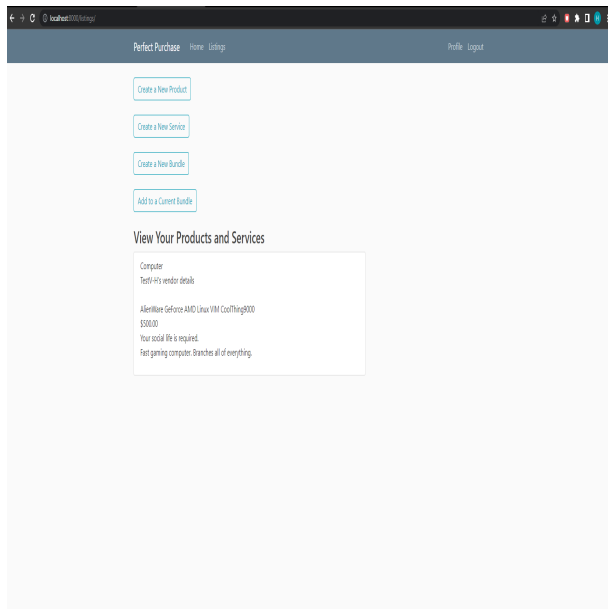 localhost:8000/listings/
Perfect Purchase Home Listings Profile Logout
Create a New Product
Create a New Service
Create a New Bundle
Add to a Current Bundle
View Your Products and Services
Computer
TestV-H's vendor details
AlienWare GeForce AMD Linux VIM CoolThing9000
$500.00
Your social life is required.
Fast gaming computer. Branches all of everything.